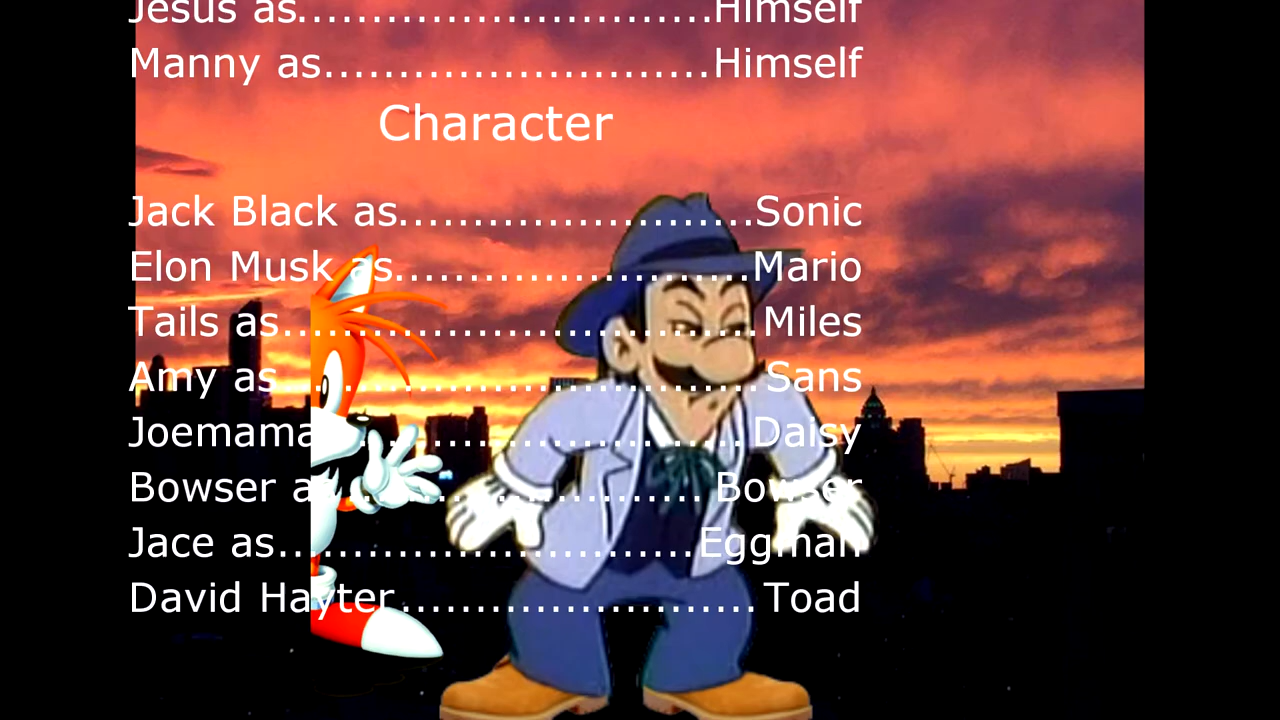 Jesus as...........................Himself
Manny as..........................Himself
Character
Jack Black as........................Sonic
Elon Musk as........................Mario
Tails as................................Miles
Amy as................................Sans
Joemama............................Daisy
Bowser as........................Bowser
Jace as............................Eggman
David Hayter........................Toad